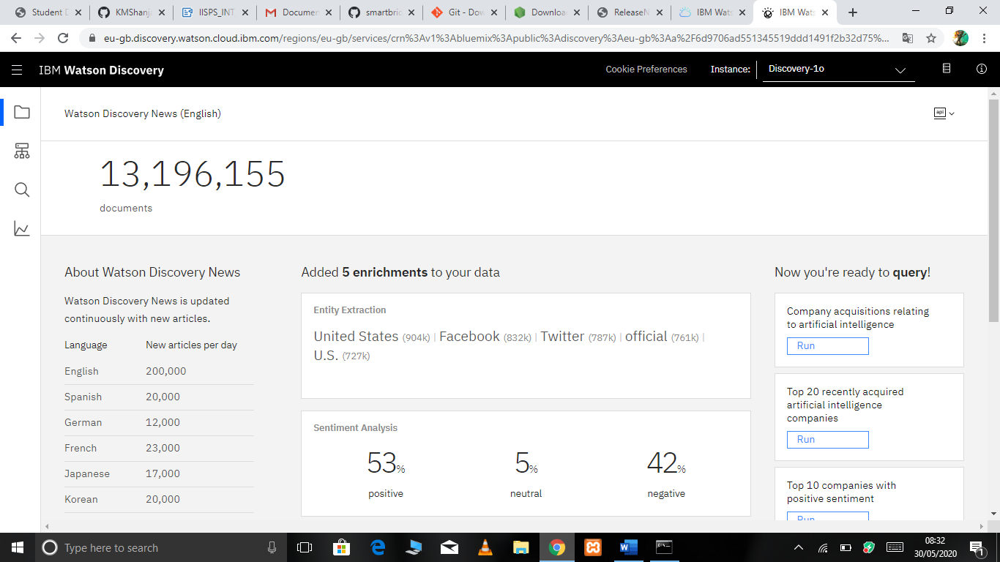 Student D
KMShanja
IISPS_INT
Documen
smartbric
Git - Dow
Download
ReleaseN
IBM Wats
IBM Wats
eu-gb.discovery.watson.cloud.ibm.com/regions/eu-gb/services/crn%3Av1%3Abluemix%3Apublic%3Adiscovery%3Aeu-gb%3Aa%2F6d9706ad551345519ddd1491f2b32d75%...
IBM Watson Discovery
Cookie Preferences
Instance:
Discovery-1o
Watson Discovery News (English)
api
13,196,155
documents
About Watson Discovery News
Watson Discovery News is updated
continuously with new articles.
Language New articles per day
English 200,000
Spanish 20,000
German 12,000
French 23,000
Japanese 17,000
Korean 20,000
Added 5 enrichments to your data
Entity Extraction
United States (904k) | Facebook (832k) | Twitter (787k) | official (761k) |
U.S. (727k)
Sentiment Analysis
53% 5% 42%
positive neutral negative
Now you're ready to query!
Company acquisitions relating
to artificial intelligence
Run
Top 20 recently acquired
artificial intelligence
companies
Run
Top 10 companies with
positive sentiment
Run
Type here to search
08:32
30/05/2020
1